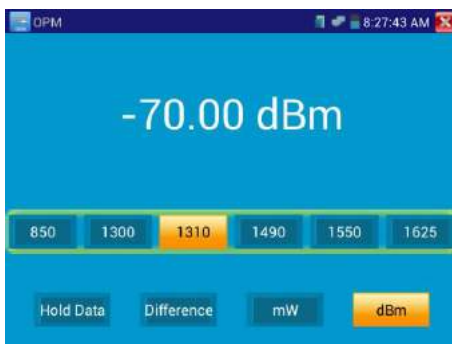 OPM 8:27:43 AM
-70.00 dBm
850 1300 1310 1490 1550 1625
Hold Data Difference mW dBm